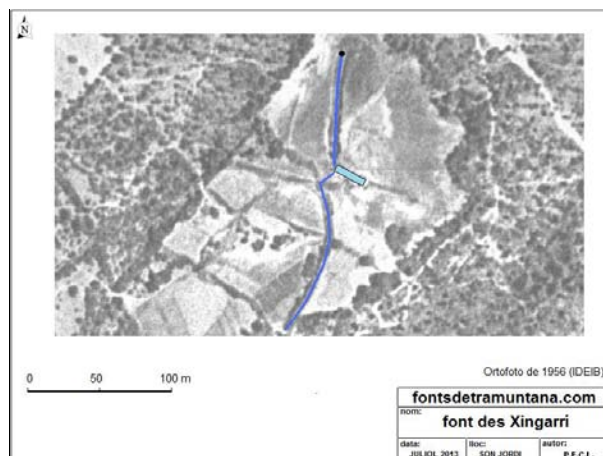 N
0 50 100 m
Ortofoto de 1956 (IDEIB)
fontsdetramuntana.com
nom:
font des Xingarri
data: lloc: autor:
JULIOL 2013 SON JORDI P.F.C.L.